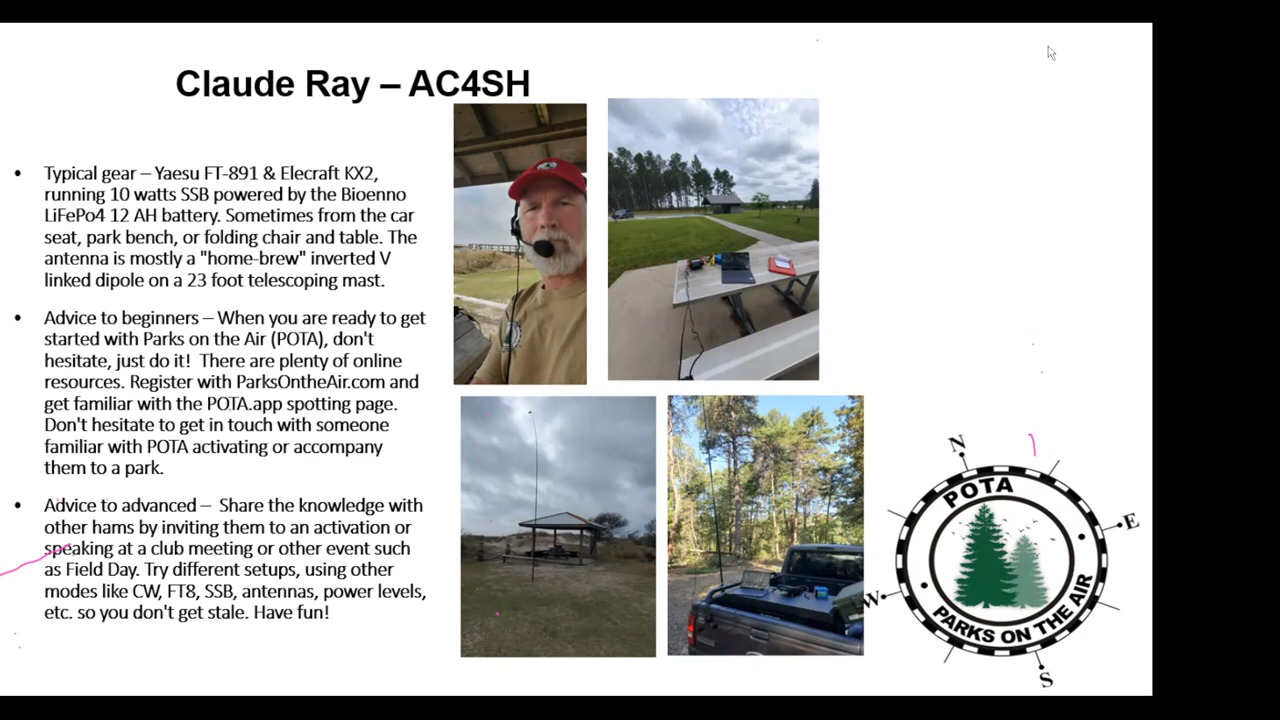 Claude Ray – AC4SH
• Typical gear – Yaesu FT-891 & Elecraft KX2,
running 10 watts SSB powered by the Bioenno
LiFePo4 12 AH battery. Sometimes from the car
seat, park bench, or folding chair and table. The
antenna is mostly a "home-brew" inverted V
linked dipole on a 23 foot telescoping mast.
• Advice to beginners – When you are ready to get
started with Parks on the Air (POTA), don't
hesitate, just do it!  There are plenty of online
resources. Register with ParksOntheAir.com and
get familiar with the POTA.app spotting page.
Don't hesitate to get in touch with someone
familiar with POTA activating or accompany
them to a park.
• Advice to advanced –  Share the knowledge with
other hams by inviting them to an activation or
speaking at a club meeting or other event such
as Field Day. Try different setups, using other
modes like CW, FT8, SSB, antennas, power levels,
etc. so you don't get stale. Have fun!
N
POTA
E
W
PARKS ON THE AIR
S